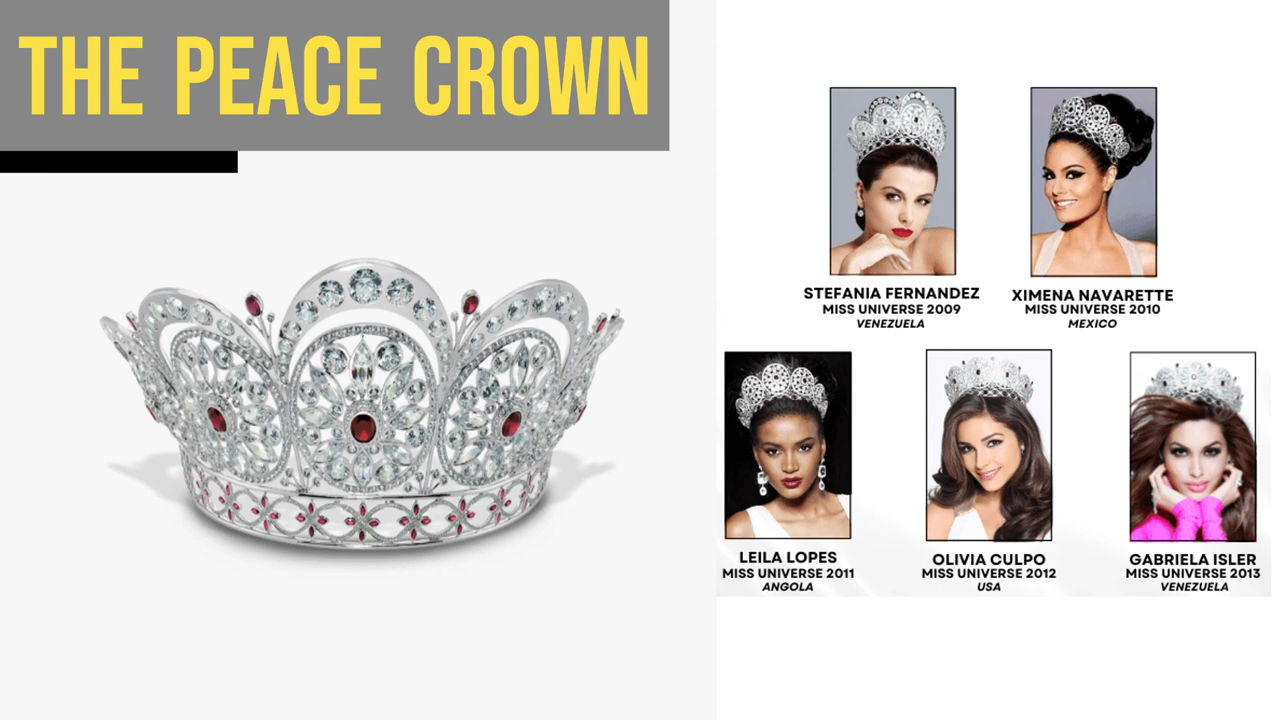 THE PEACE CROWN
STEFANIA FERNANDEZ
MISS UNIVERSE 2009
VENEZUELA
XIMENA NAVARETTE
MISS UNIVERSE 2010
MEXICO
LEILA LOPES
MISS UNIVERSE 2011
ANGOLA
OLIVIA CULPO
MISS UNIVERSE 2012
USA
GABRIELA ISLER
MISS UNIVERSE 2013
VENEZUELA